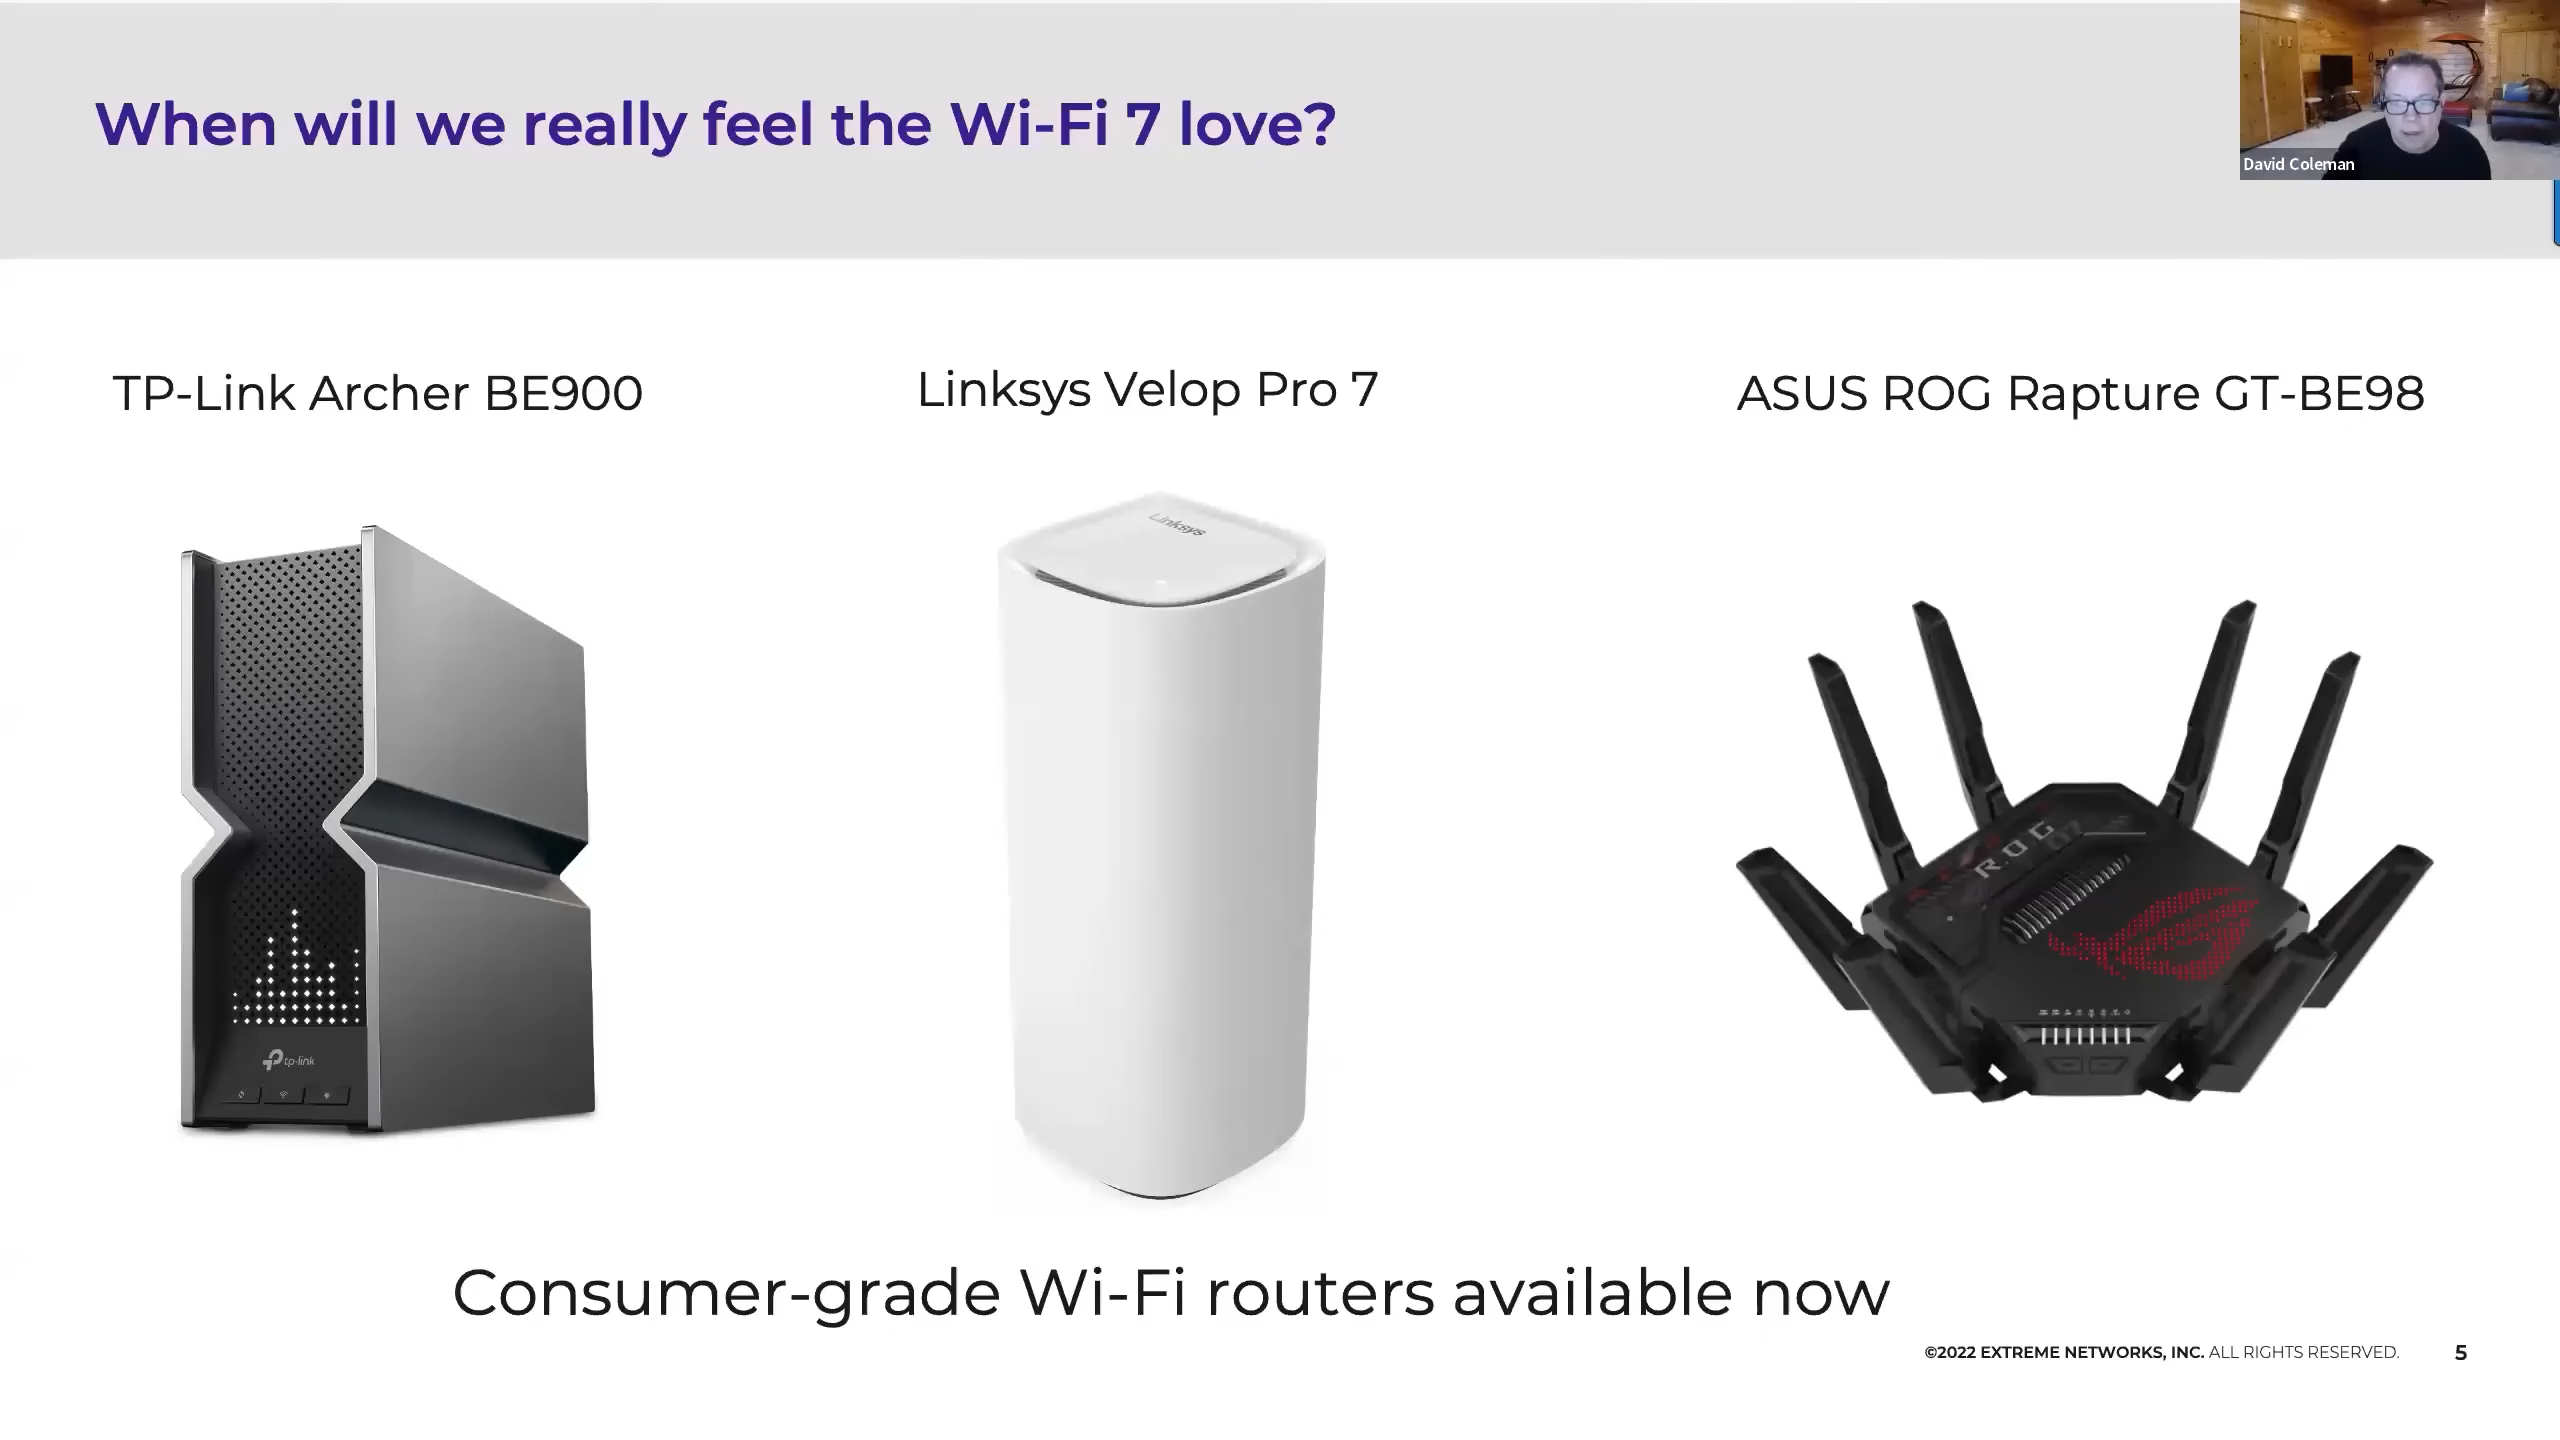 When will we really feel the Wi-Fi 7 love?
David Coleman
TP-Link Archer BE900
Linksys Velop Pro 7
ASUS ROG Rapture GT-BE98
Linksys
R.O.G
tp-link
Consumer-grade Wi-Fi routers available now
©2022 EXTREME NETWORKS, INC. ALL RIGHTS RESERVED.
5